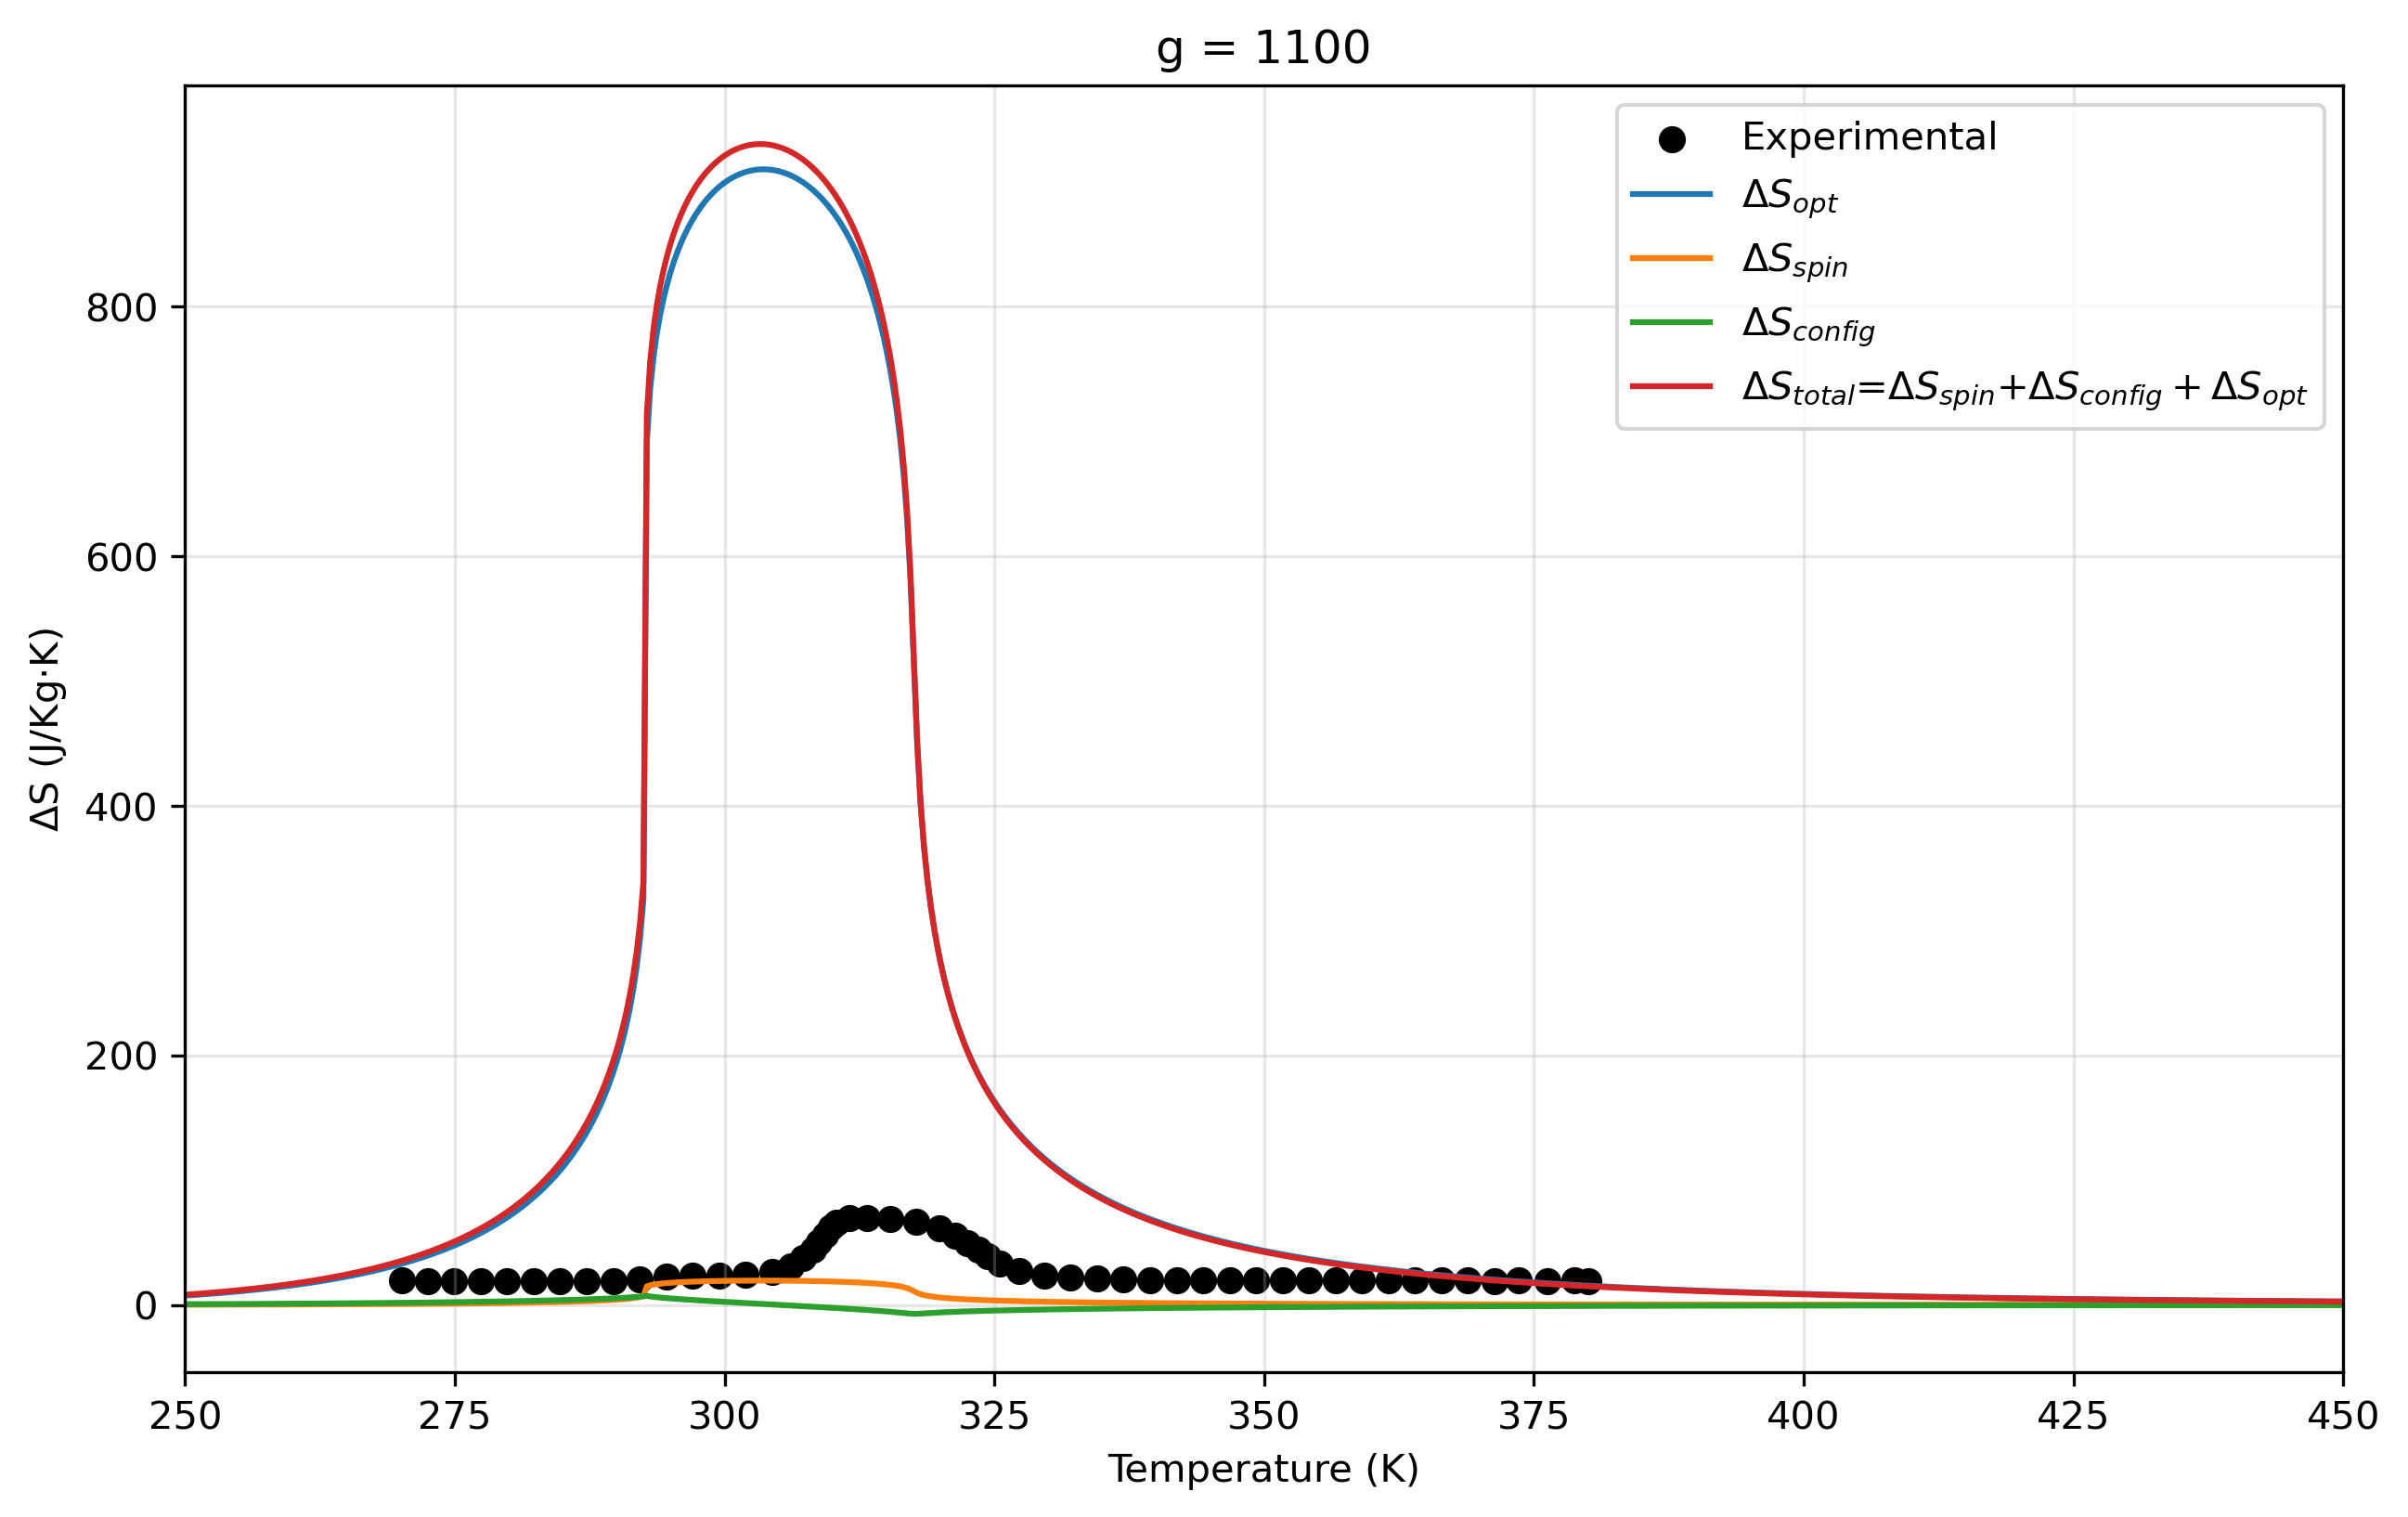 g = 1100
Experimental
ΔS_opt
ΔS_spin
ΔS_config
ΔS_total=ΔS_spin+ΔS_config + ΔS_opt
ΔS (J/Kg·K)
800
600
400
200
0
250 275 300 325 350 375 400 425 450
Temperature (K)